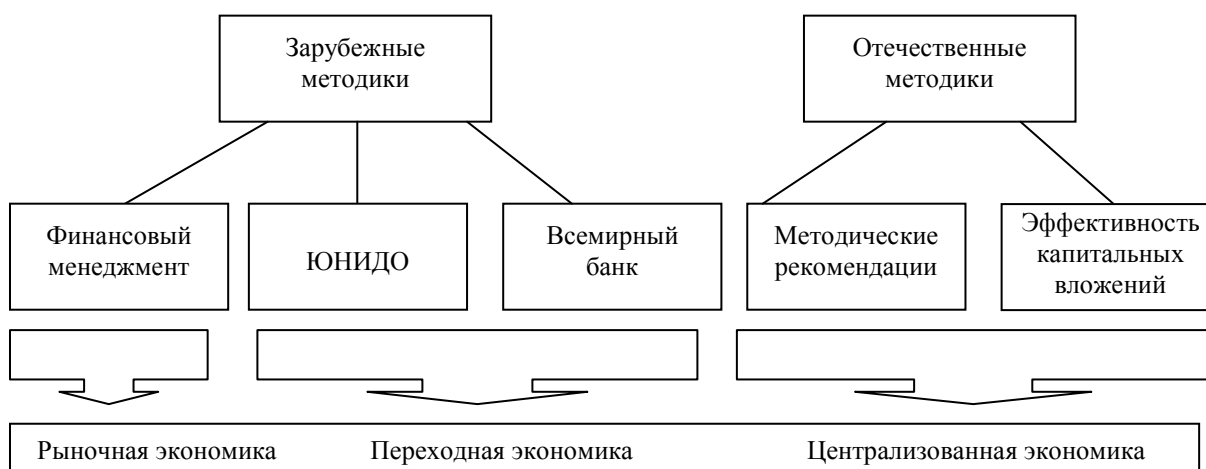 Зарубежные
методики
Отечественные
методики
Финансовый
менеджмент
ЮНИДО
Всемирный
банк
Методические
рекомендации
Эффективность
капитальных
вложений
Рыночная экономика
Переходная экономика
Централизованная экономика